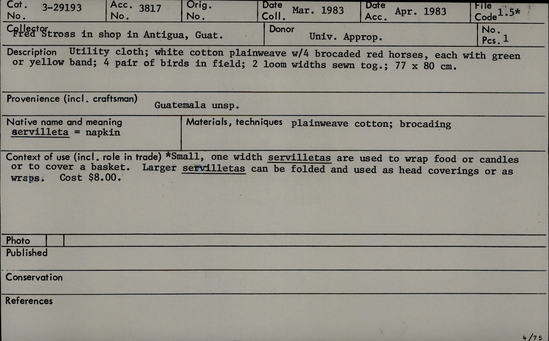 Cat. No. 3-29193 Acc. No. 3817 Orig. No. Date Coll. Mar. 1983 Date Acc. Apr. 1983 File Code 1.5*
Collector Fred Stross in shop in Antigua, Guat. Donor Univ. Approp. No. Pcs. 1
Description Utility cloth; white cotton plainweave w/4 brocaded red horses, each with green
or yellow band; 4 pair of birds in field; 2 loom widths sewn tog.; 77 x 80 cm.
Provenience (incl. craftsman) Guatemala unsp.
Native name and meaning
servilleta = napkin
Materials, techniques plainweave cotton; brocading
Context of use (incl. role in trade) *Small, one width servilletas are used to wrap food or candles
or to cover a basket. Larger servilletas can be folded and used as head coverings or as
wraps. Cost $8.00.
Photo
Published
Conservation
References
4/75